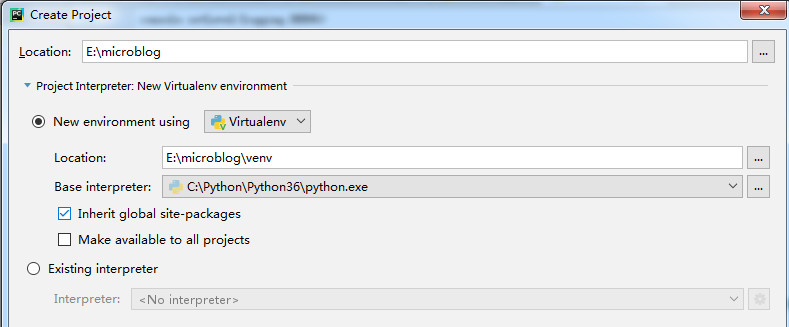 Create Project
Location: E:\microblog ...
Project Interpreter: New Virtualenv environment
New environment using Virtualenv
Location: E:\microblog\venv ...
Base interpreter: C:\Python\Python36\python.exe ...
Inherit global site-packages
Make available to all projects
Existing interpreter
Interpreter: <No interpreter>